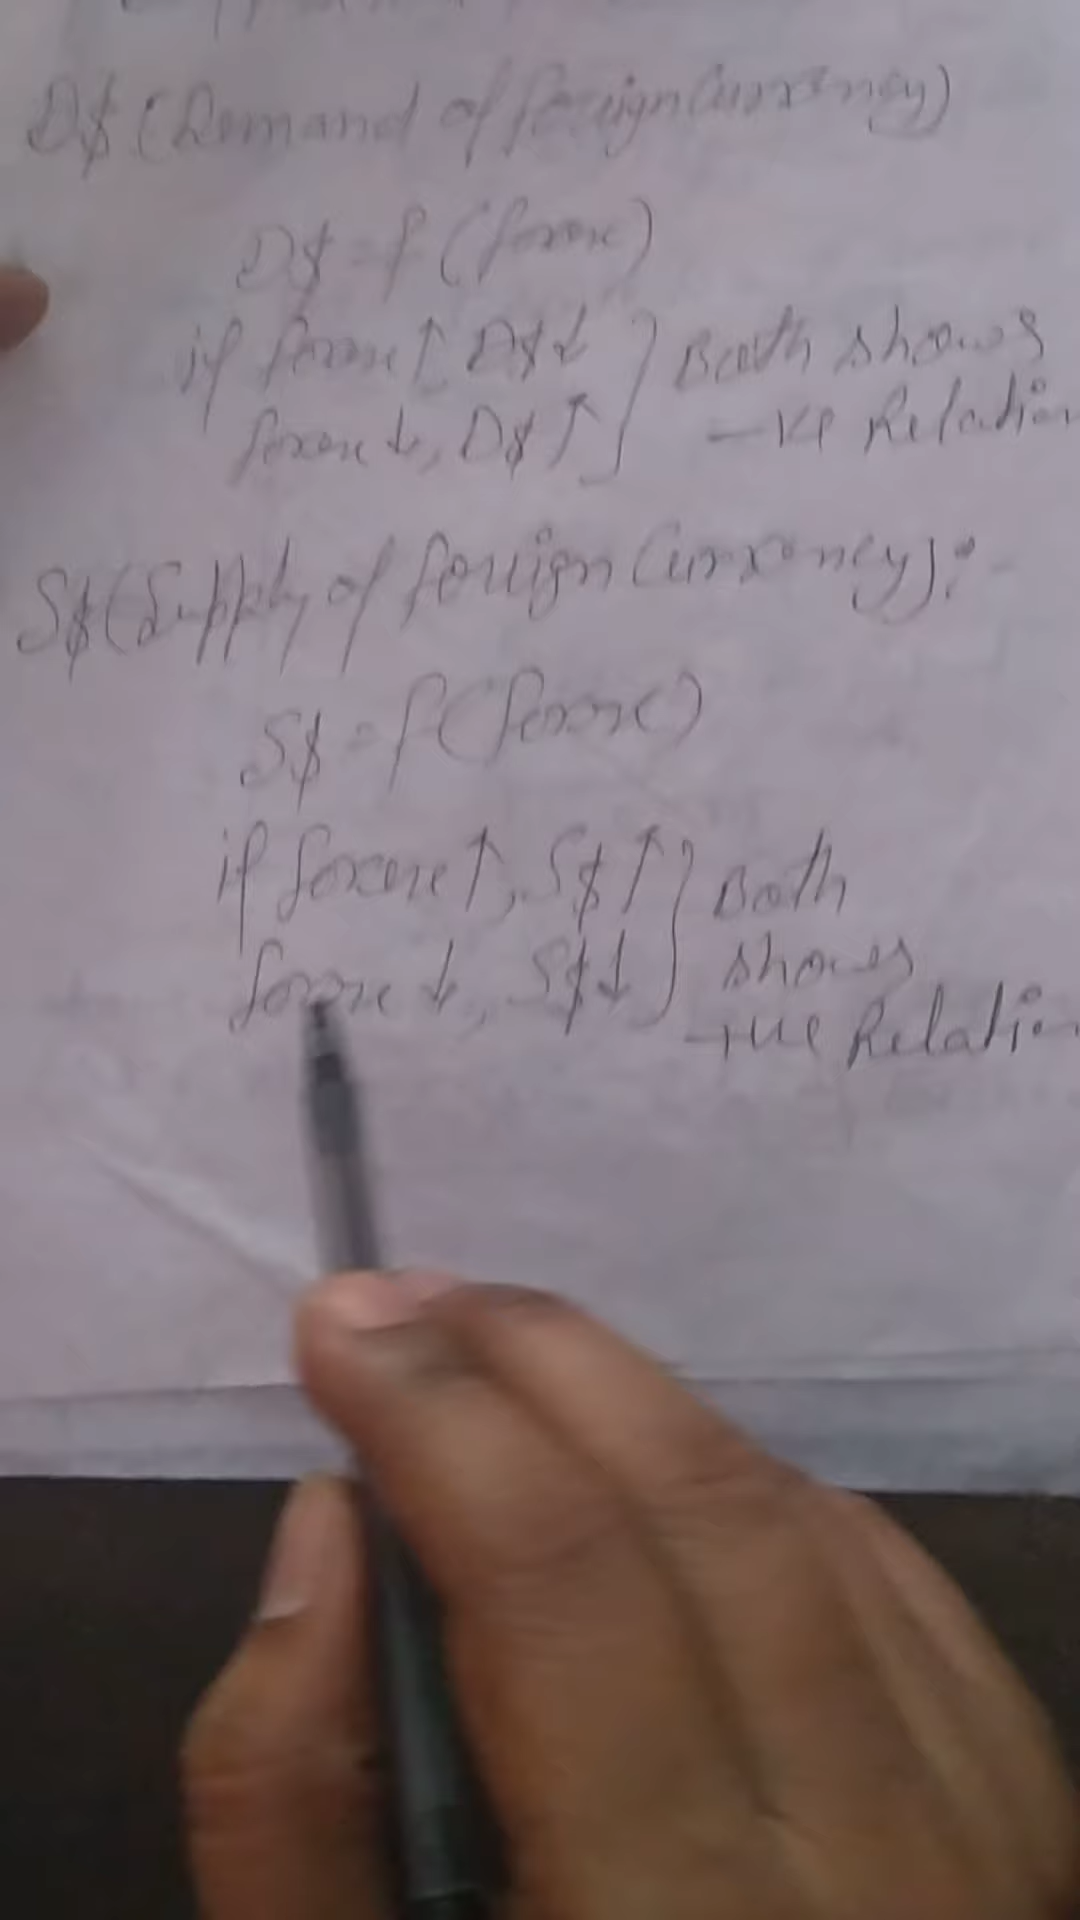 D$ (Demand of foreign Currency)
D$ = f (forex)
if forex ↑ D$ ↓ } Both shows
forex ↓, D$ ↑ } -ve Relation
S$ (Supply of foreign Currency):-
S$ = f (forex)
if forex ↑, S$ ↑ } Both
forex ↓, S$ ↓ } shows
+ve Relation